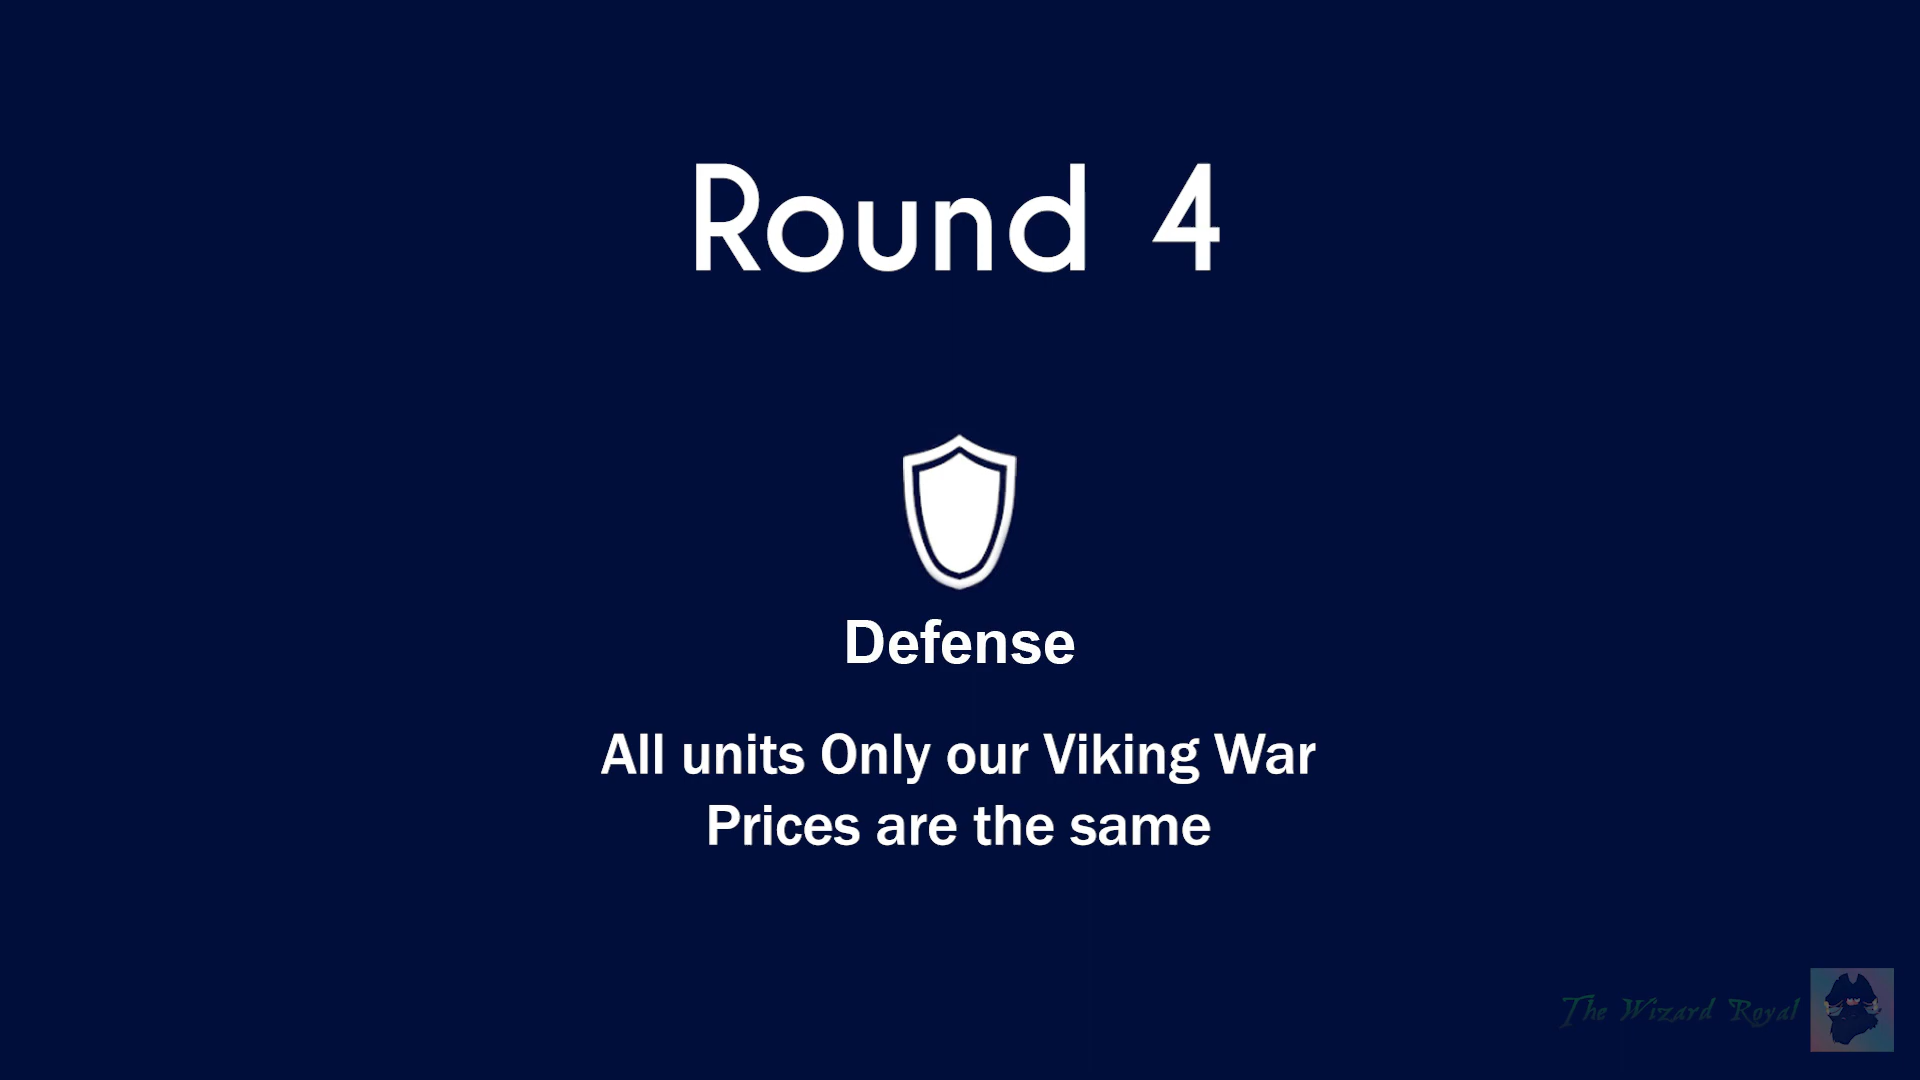 Round 4
Defense
All units Only our Viking War
Prices are the same
The Wizard Royal